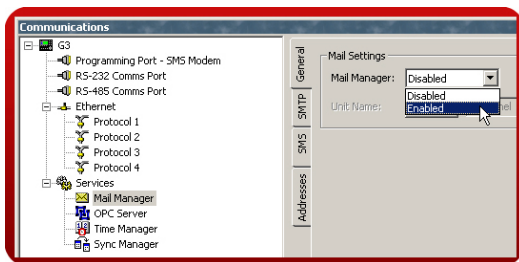 Communications
G3
Programming Port - SMS Modem
RS-232 Comms Port
RS-485 Comms Port
Ethernet
Protocol 1
Protocol 2
Protocol 3
Protocol 4
Services
Mail Manager
OPC Server
Time Manager
Sync Manager
General
SMTP
SMS
Addresses
Mail Settings
Mail Manager: Disabled
Disabled
Enabled
Unit Name: